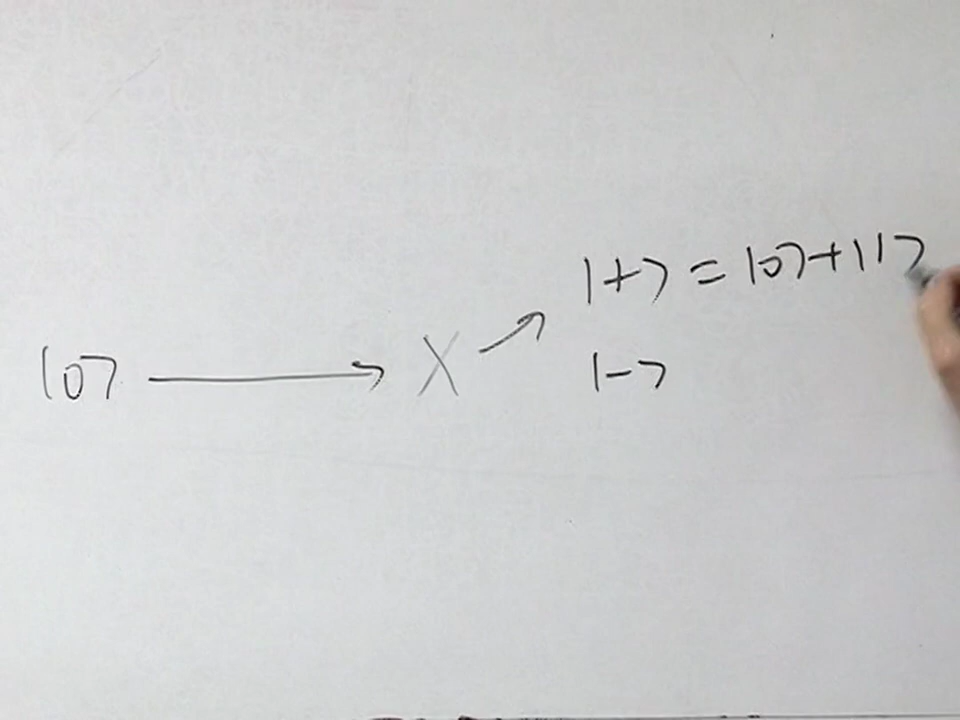 |+> = |0>+|1>
|0> → X ↗
|->